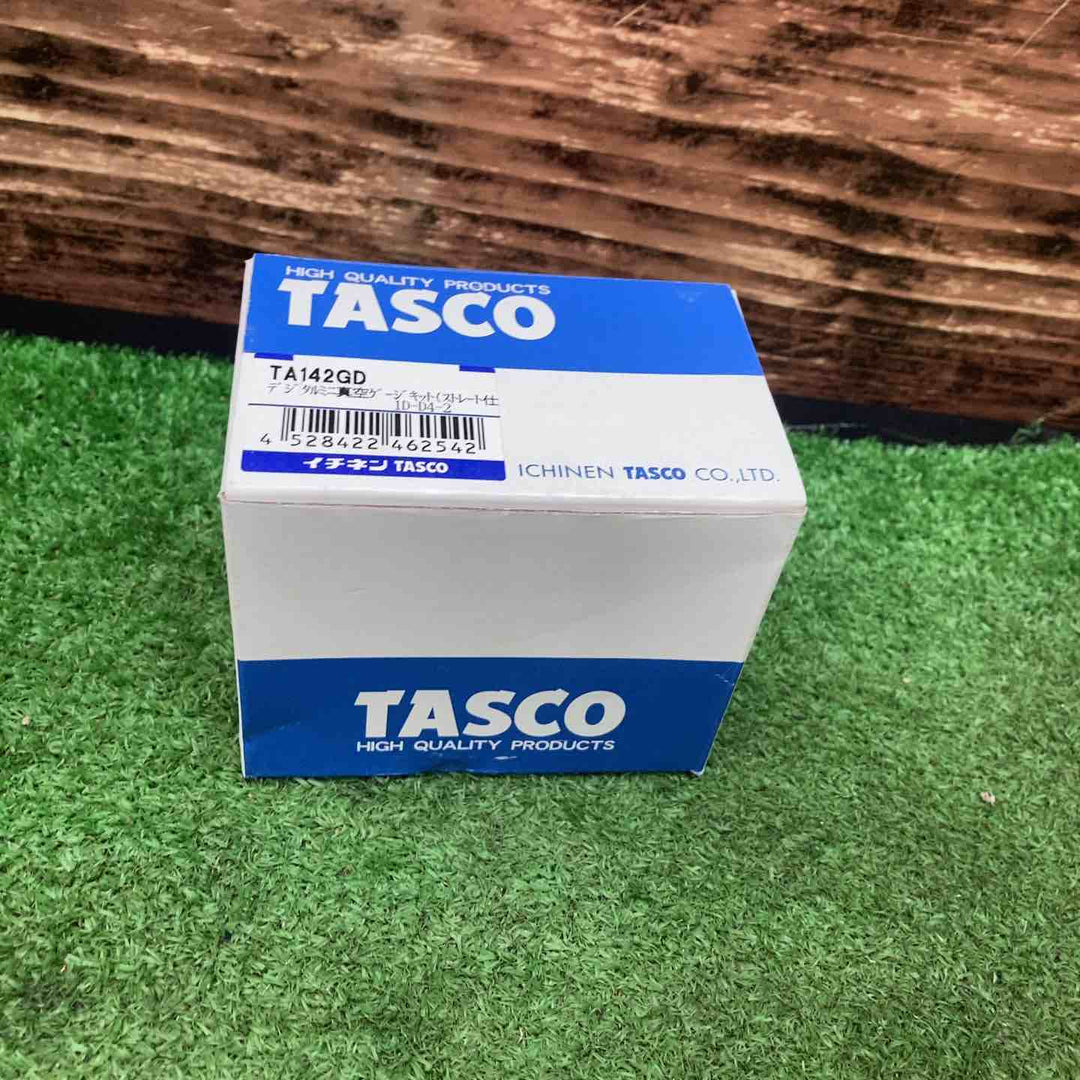 HIGH QUALITY PRODUCTS
TASCO
TA142GD
デジタルミニ真空ゲージキット(ストレート仕
1D-D4-2
4 528422 462542
イチネン TASCO
ICHINEN TASCO CO.,LTD.
TASCO
HIGH QUALITY PRODUCTS